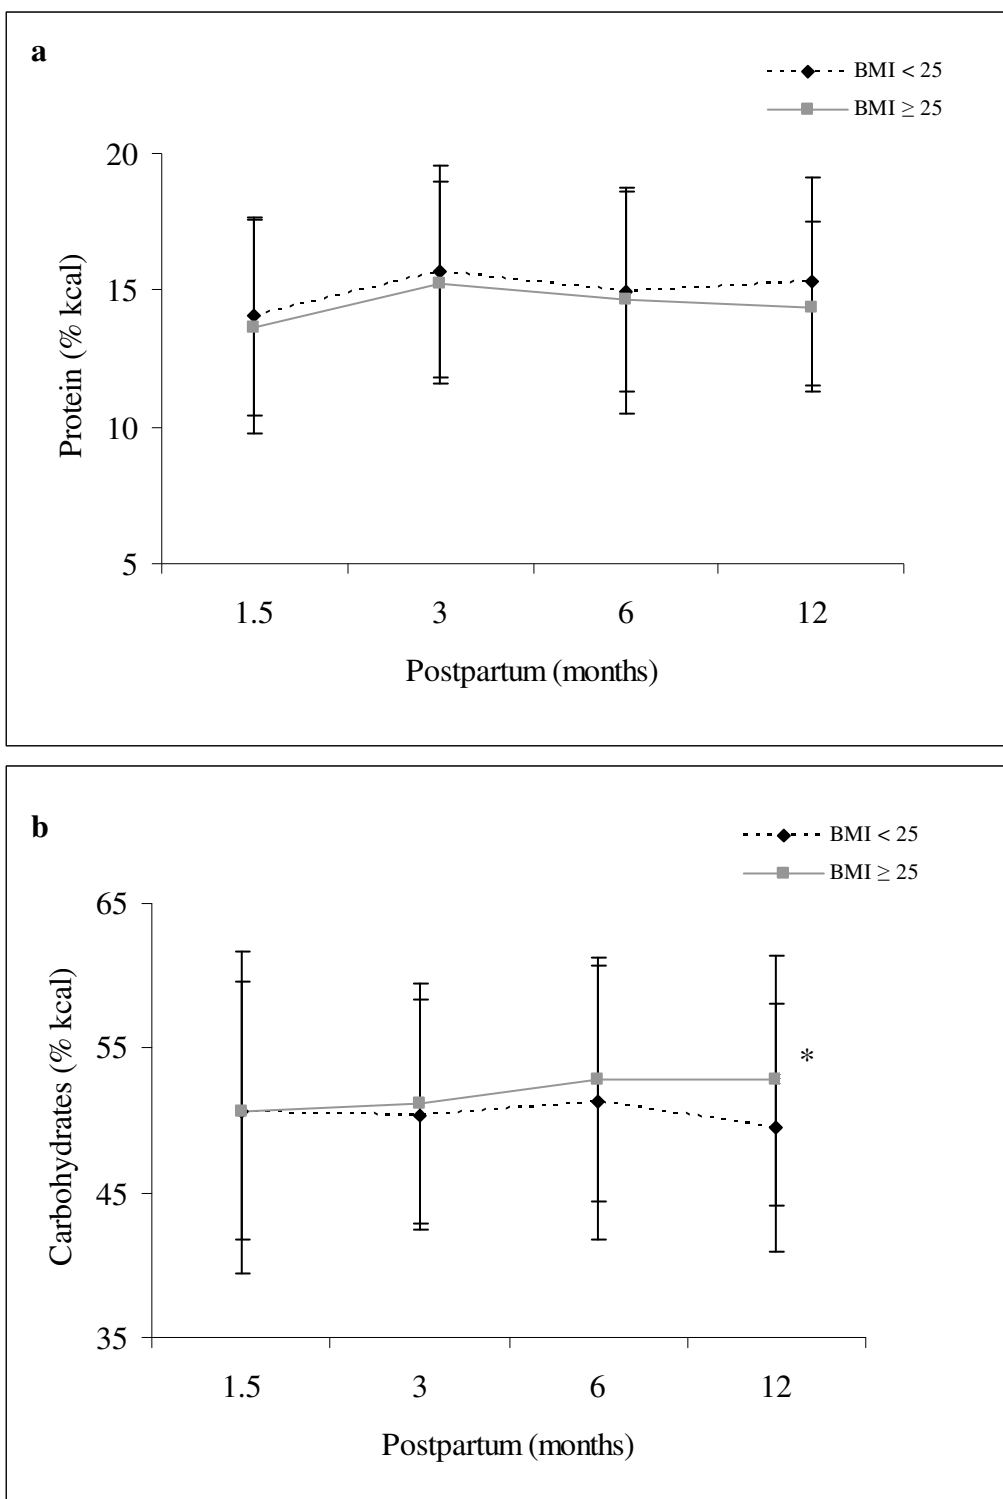 a
BMI < 25
BMI ≥ 25
20
15
10
5
Protein (% kcal)
1.5 3 6 12
Postpartum (months)
b
BMI < 25
BMI ≥ 25
65
55
45
35
Carbohydrates (% kcal)
*
1.5 3 6 12
Postpartum (months)